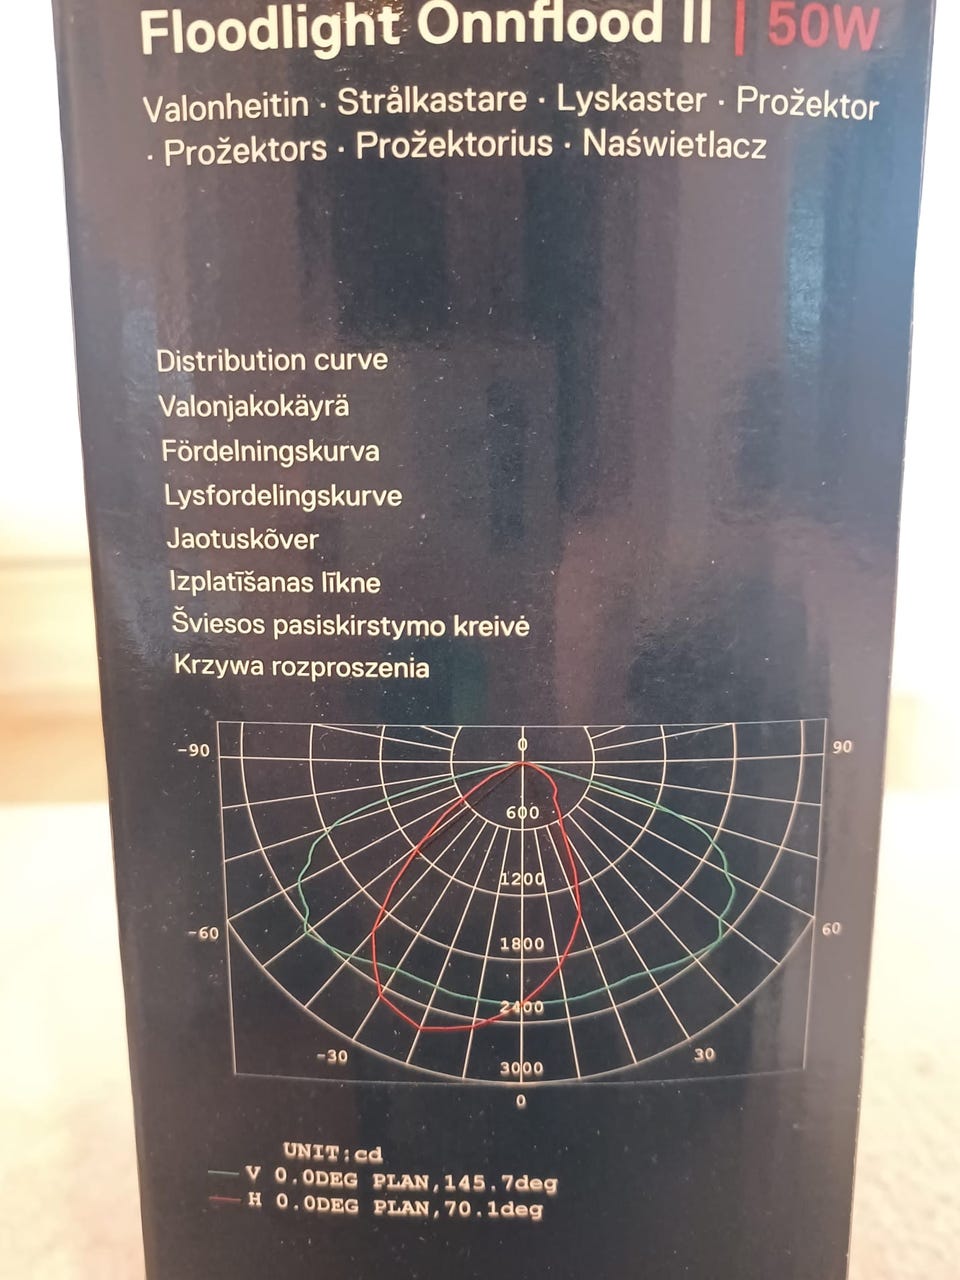 Floodlight Onnflood II | 50W
Valonheitin · Strålkastare · Lyskaster · Prožektor
· Prožektors · Prožektorius · Naświetlacz
Distribution curve
Valonjakokäyrä
Fördelningskurva
Lysfordelingskurve
Jaotuskõver
Izplatīšanas līkne
Šviesos pasiskirstymo kreivė
Krzywa rozproszenia
-90 0 90
600
1200
-60 1800 60
2400
-30 3000 30
0
UNIT:cd
V 0.0DEG PLAN,145.7deg
H 0.0DEG PLAN,70.1deg